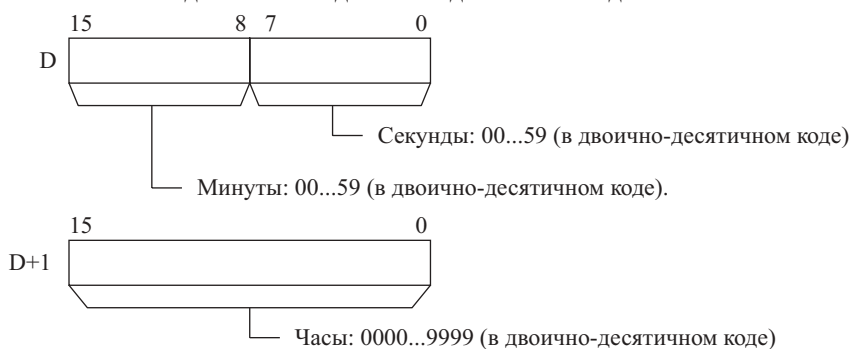 15 8 7 0
D
Секунды: 00...59 (в двоично-десятичном коде)
Минуты: 00...59 (в двоично-десятичном коде).
15 0
D+1
Часы: 0000...9999 (в двоично-десятичном коде)